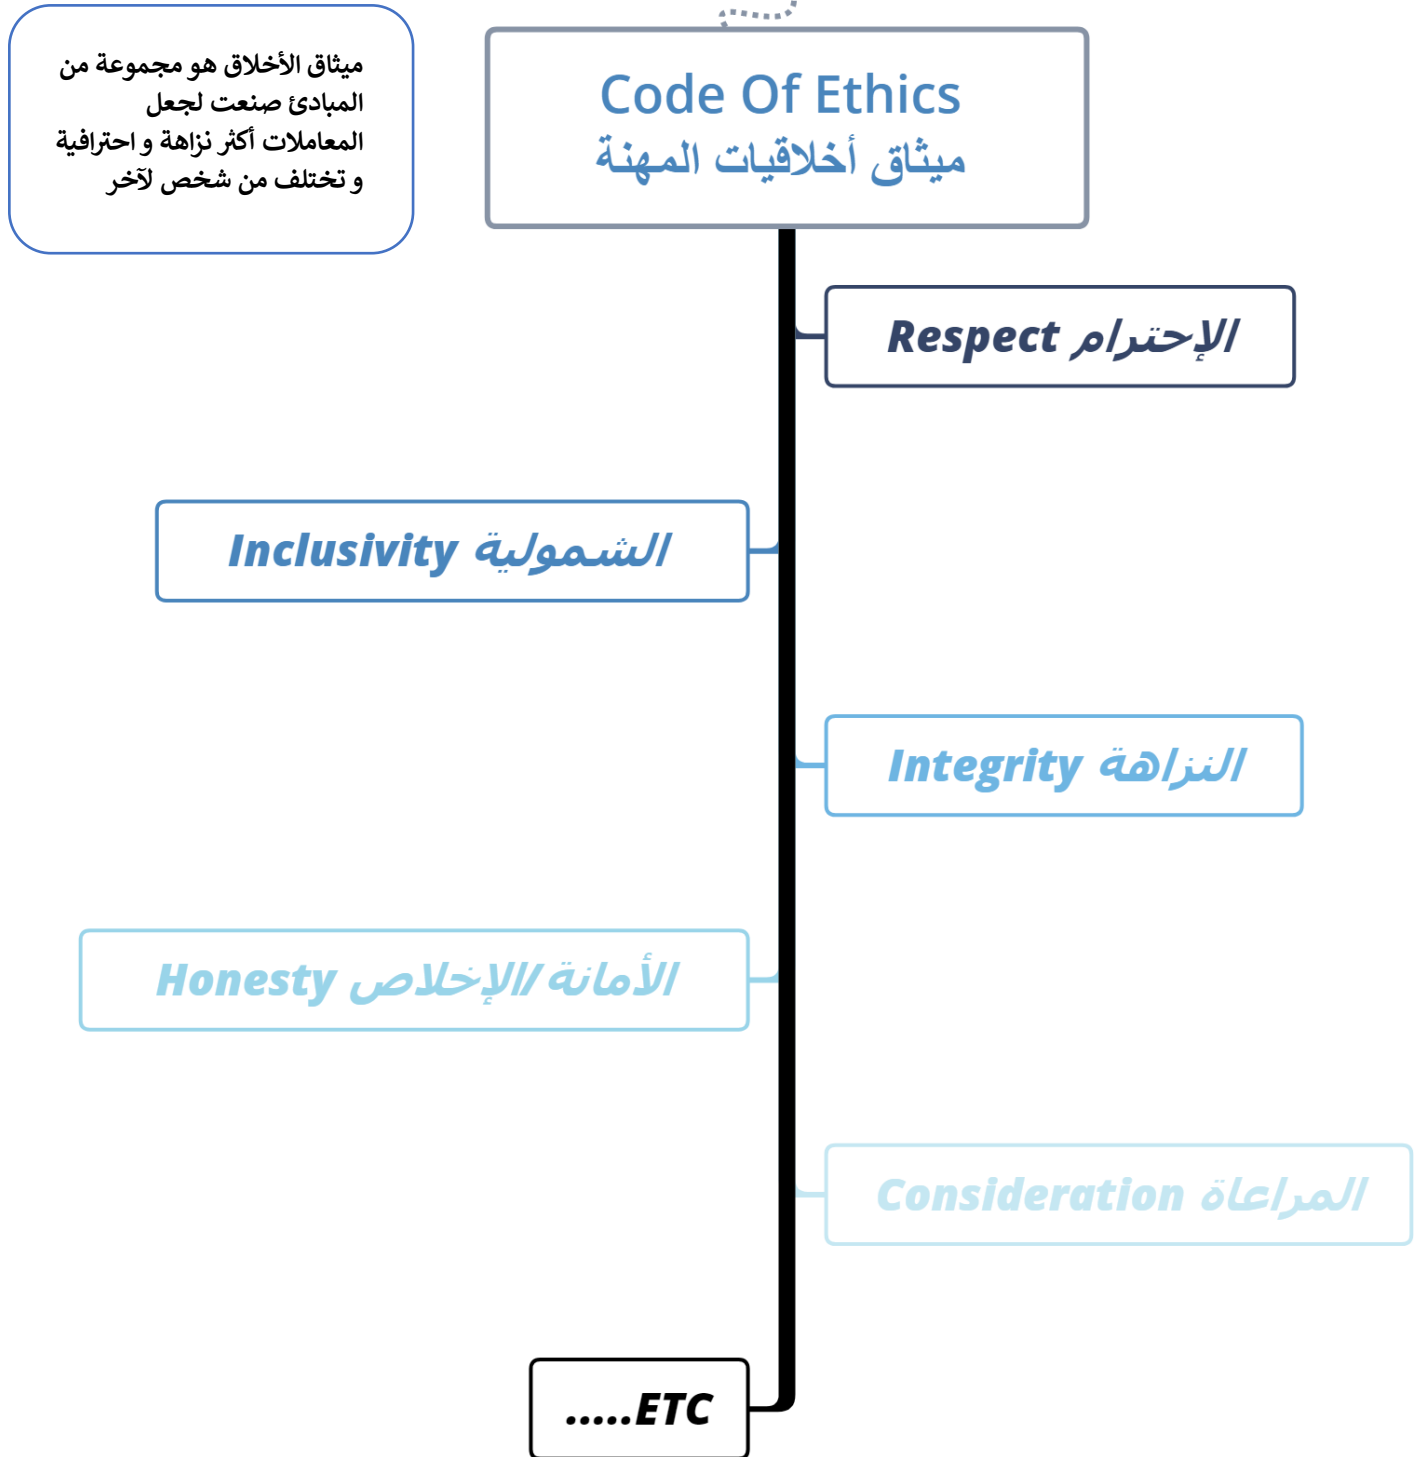 ميثاق الأخلاق هو مجموعة من
المبادئ صنعت لجعل
المعاملات أكثر نزاهة و احترافية
و تختلف من شخص لآخر
Code Of Ethics
ميثاق أخلاقيات المهنة
Respect الإحترام
Inclusivity الشمولية
Integrity النزاهة
Honesty الأمانة/الإخلاص
Consideration المراعاة
.....ETC